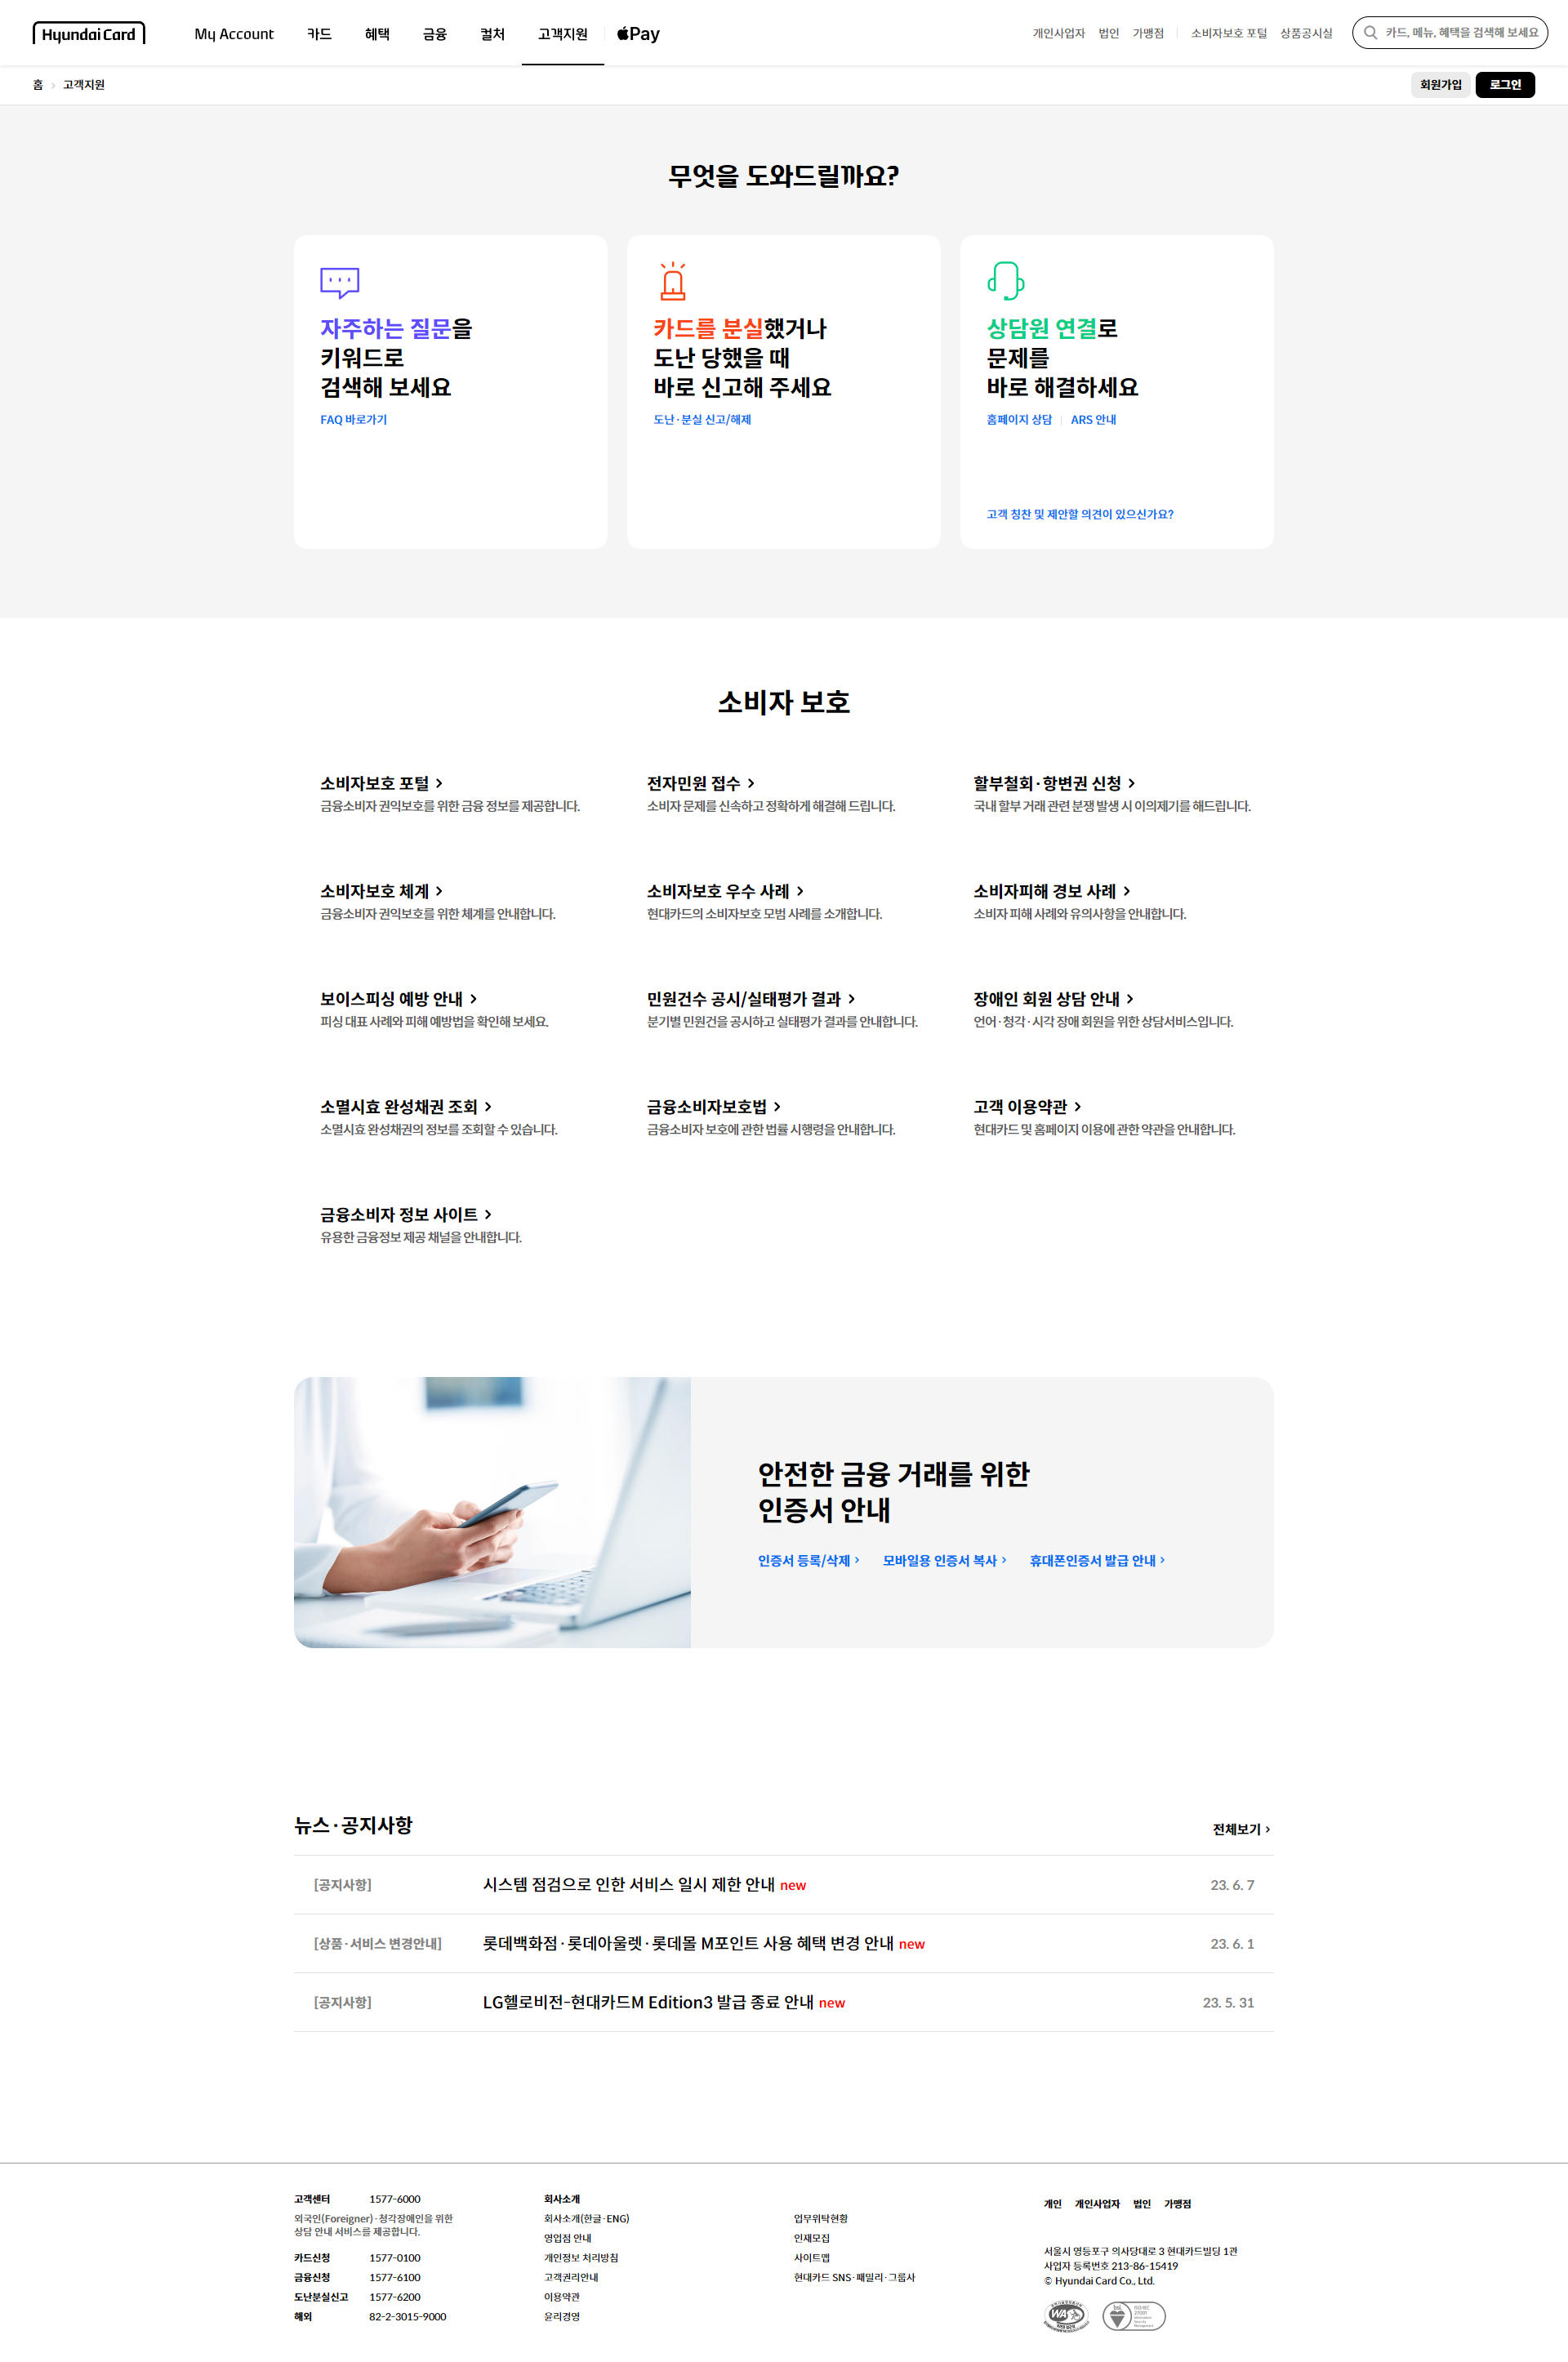 Hyundai Card
My Account
카드
혜택
금융
컬처
고객지원
Pay
개인사업자
법인
가맹점
소비자보호 포털
상품공시실
카드, 메뉴, 혜택을 검색해 보세요
홈
고객지원
회원가입
로그인
무엇을 도와드릴까요?
자주하는 질문을
키워드로
검색해 보세요
FAQ 바로가기
카드를 분실했거나
도난 당했을 때
바로 신고해 주세요
도난·분실 신고/해제
상담원 연결로
문제를
바로 해결하세요
홈페이지 상담
ARS 안내
고객 칭찬 및 제안할 의견이 있으신가요?
소비자 보호
소비자보호 포털
금융소비자 권익보호를 위한 금융 정보를 제공합니다.
전자민원 접수
소비자 문제를 신속하고 정확하게 해결해 드립니다.
할부철회·항변권 신청
국내 할부 거래 관련 분쟁 발생 시 이의제기를 해드립니다.
소비자보호 체계
금융소비자 권익보호를 위한 체계를 안내합니다.
소비자보호 우수 사례
현대카드의 소비자보호 모범 사례를 소개합니다.
소비자피해 경보 사례
소비자 피해 사례와 유의사항을 안내합니다.
보이스피싱 예방 안내
피싱 대표 사례와 피해 예방법을 확인해 보세요.
민원건수 공시/실태평가 결과
분기별 민원건을 공시하고 실태평가 결과를 안내합니다.
장애인 회원 상담 안내
언어·청각·시각 장애 회원을 위한 상담서비스입니다.
소멸시효 완성채권 조회
소멸시효 완성채권의 정보를 조회할 수 있습니다.
금융소비자보호법
금융소비자 보호에 관한 법률 시행령을 안내합니다.
고객 이용약관
현대카드 및 홈페이지 이용에 관한 약관을 안내합니다.
금융소비자 정보 사이트
유용한 금융정보 제공 채널을 안내합니다.
안전한 금융 거래를 위한
인증서 안내
인증서 등록/삭제
모바일용 인증서 복사
휴대폰인증서 발급 안내
뉴스·공지사항
전체보기
[공지사항]
시스템 점검으로 인한 서비스 일시 제한 안내 new
23. 6. 7
[상품·서비스 변경안내]
롯데백화점·롯데아울렛·롯데몰 M포인트 사용 혜택 변경 안내 new
23. 6. 1
[공지사항]
LG헬로비전-현대카드M Edition3 발급 종료 안내 new
23. 5. 31
고객센터 1577-6000
외국인(Foreigner)·청각장애인을 위한
상담 안내 서비스를 제공합니다.
카드신청 1577-0100
금융신청 1577-6100
도난분실신고 1577-6200
해외 82-2-3015-9000
회사소개
회사소개(한글·ENG)
영업점 안내
개인정보 처리방침
고객권리안내
이용약관
윤리경영
업무위탁현황
인재모집
사이트맵
현대카드 SNS·패밀리·그룹사
개인
개인사업자
법인
가맹점
서울시 영등포구 의사당대로 3 현대카드빌딩 1관
사업자 등록번호 213-86-15419
© Hyundai Card Co., Ltd.
WA
bsi.
ISO/IEC
27001